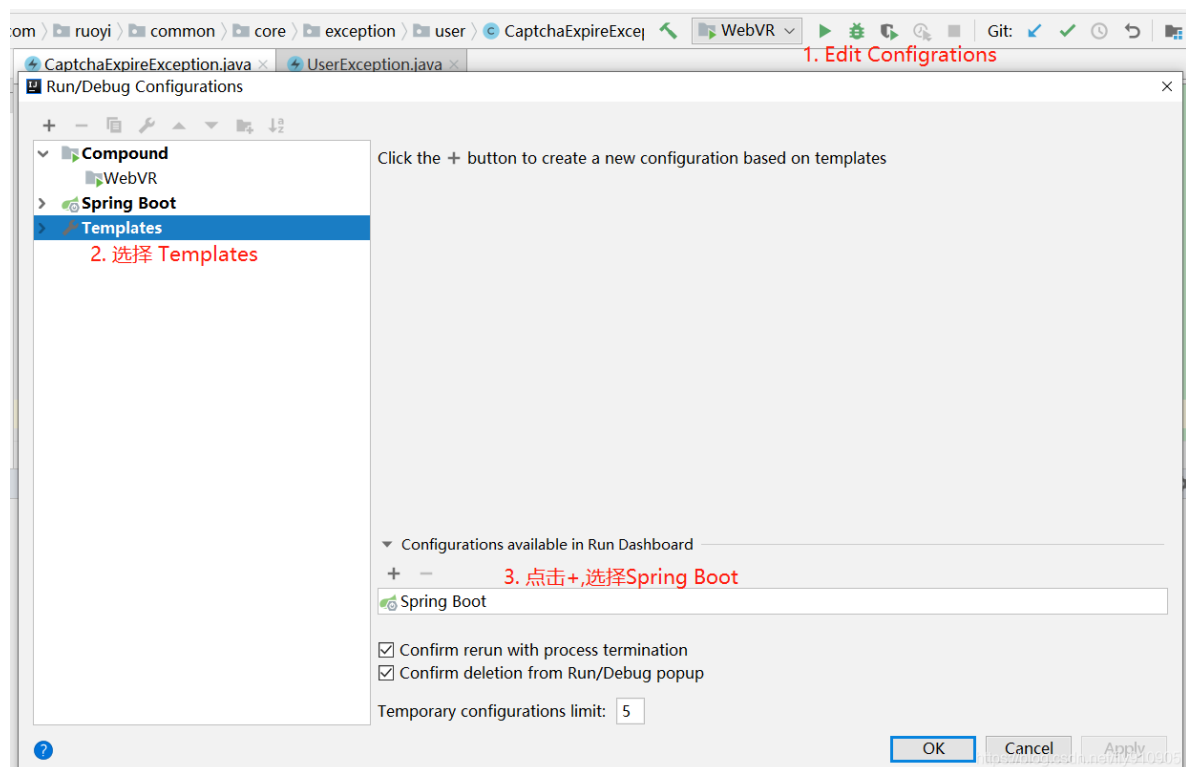 om ruoyi common core exception user CaptchaExpireExce WebVR Git:
1. Edit Configrations
CaptchaExpireException.java UserException.java
Run/Debug Configurations
Compound
Click the + button to create a new configuration based on templates
WebVR
Spring Boot
Templates
2. 选择 Templates
Configurations available in Run Dashboard
3. 点击+,选择Spring Boot
Spring Boot
Confirm rerun with process termination
Confirm deletion from Run/Debug popup
Temporary configurations limit: 5
? OK Cancel Apply